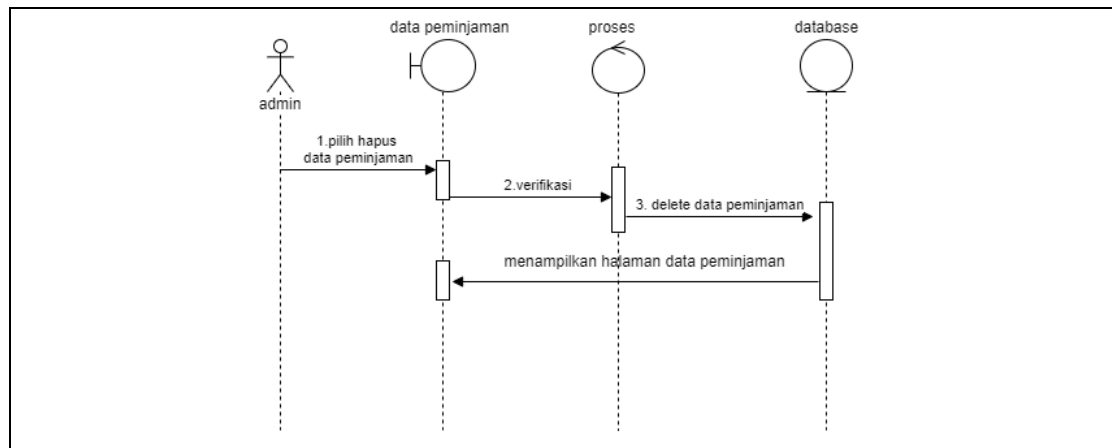 data peminjaman
proses
database
admin
1.pilih hapus
data peminjaman
2.verifikasi
3. delete data peminjaman
menampilkan halaman data peminjaman